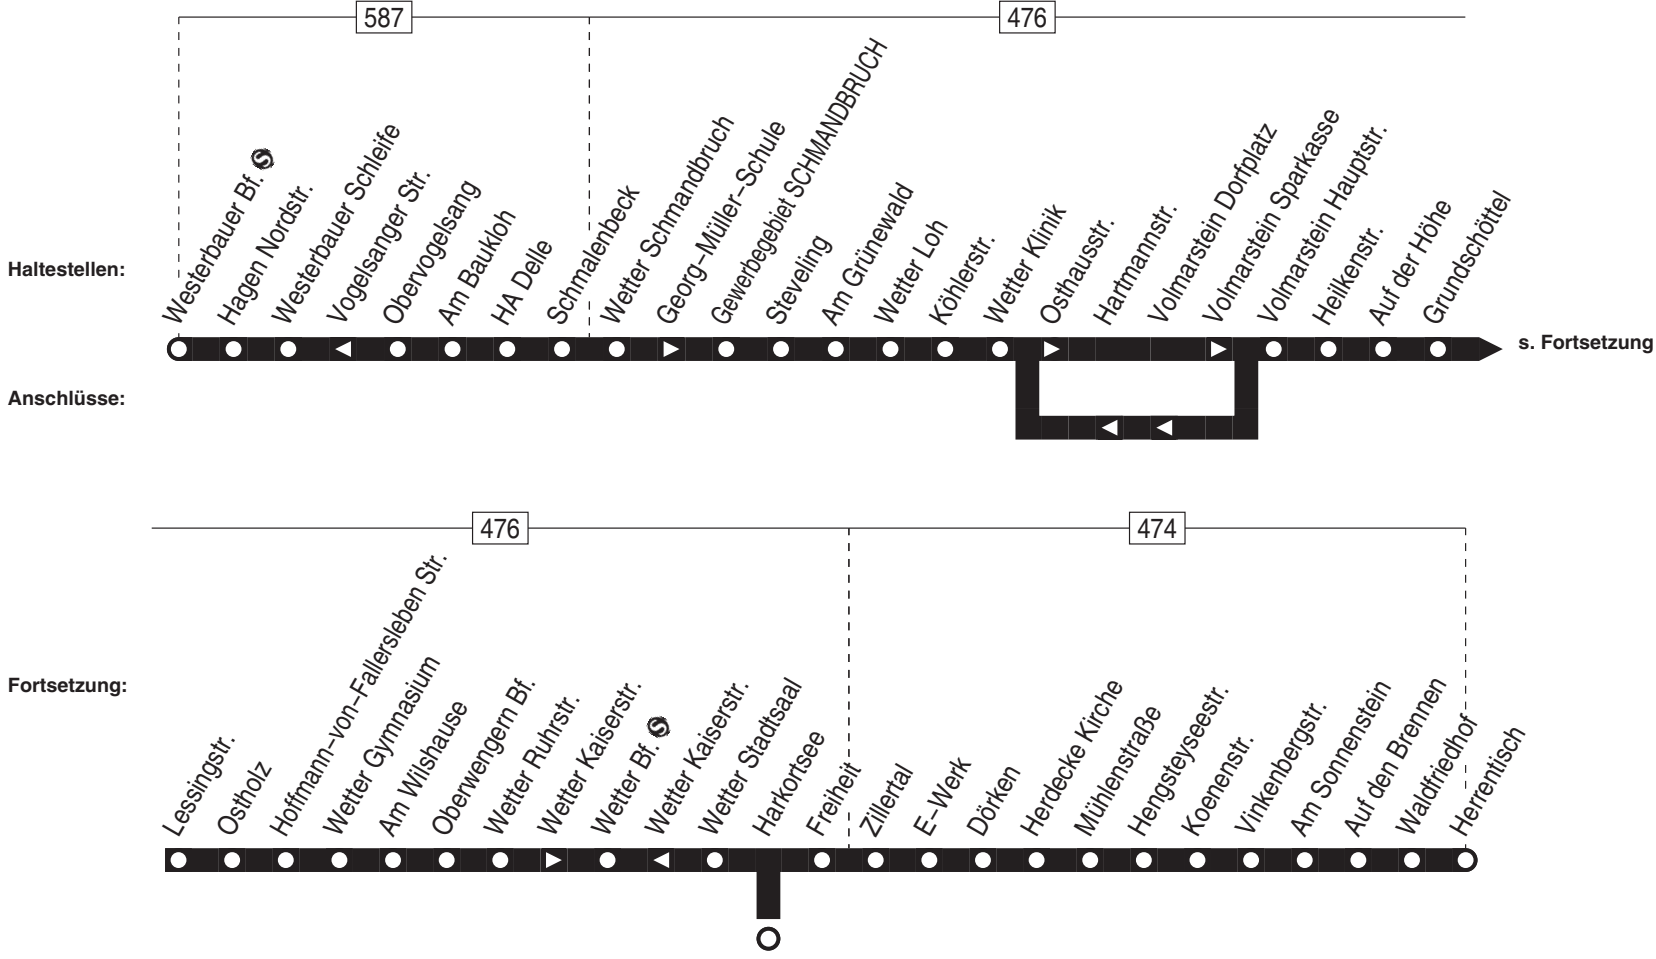 587
476
Haltestellen:
Westerbauer Bf. S
Hagen Nordstr.
Westerbauer Schleife
Vogelsanger Str.
Obervogelsang
Am Baukloh
HA Delle
Schmalenbeck
Wetter Schmandbruch
Georg-Müller-Schule
Gewerbegebiet SCHMANDBRUCH
Steveling
Am Grünewald
Wetter Loh
Köhlerstr.
Wetter Klinik
Osthausstr.
Hartmannstr.
Volmarstein Dorfplatz
Volmarstein Sparkasse
Volmarstein Hauptstr.
Heilkenstr.
Auf der Höhe
Grundschöttel
s. Fortsetzung
Anschlüsse:
476
474
Fortsetzung:
Lessingstr.
Ostholz
Hoffmann-von-Fallersleben Str.
Wetter Gymnasium
Am Wilshause
Oberwengern Bf.
Wetter Ruhrstr.
Wetter Kaiserstr.
Wetter Bf. S
Wetter Kaiserstr.
Wetter Stadtsaal
Harkortsee
Freiheit
Zillertal
E-Werk
Dörken
Herdecke Kirche
Mühlenstraße
Hengsteyseestr.
Koenenstr.
Vinkenbergstr.
Am Sonnenstein
Auf den Brennen
Waldfriedhof
Herrentisch